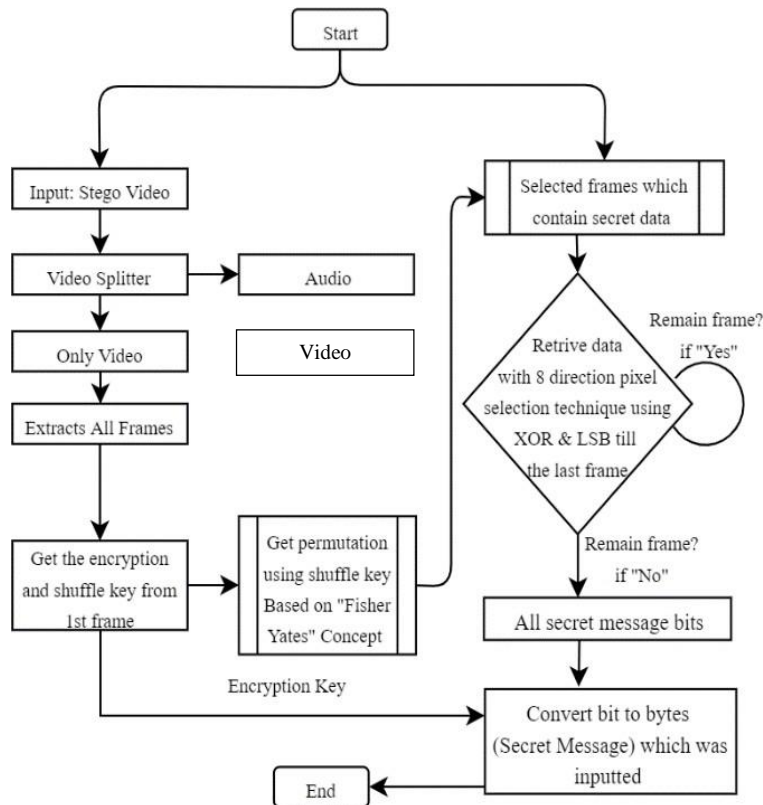 Start
Input: Stego Video
Video Splitter
Audio
Only Video
Video
Extracts All Frames
Get the encryption
and shuffle key from
1st frame
Get permutation
using shuffle key
Based on "Fisher
Yates" Concept
Selected frames which
contain secret data
Remain frame?
if "Yes"
Retrive data
with 8 direction pixel
selection technique using
XOR & LSB till
the last frame
Remain frame?
if "No"
All secret message bits
Encryption Key
Convert bit to bytes
(Secret Message) which was
inputted
End